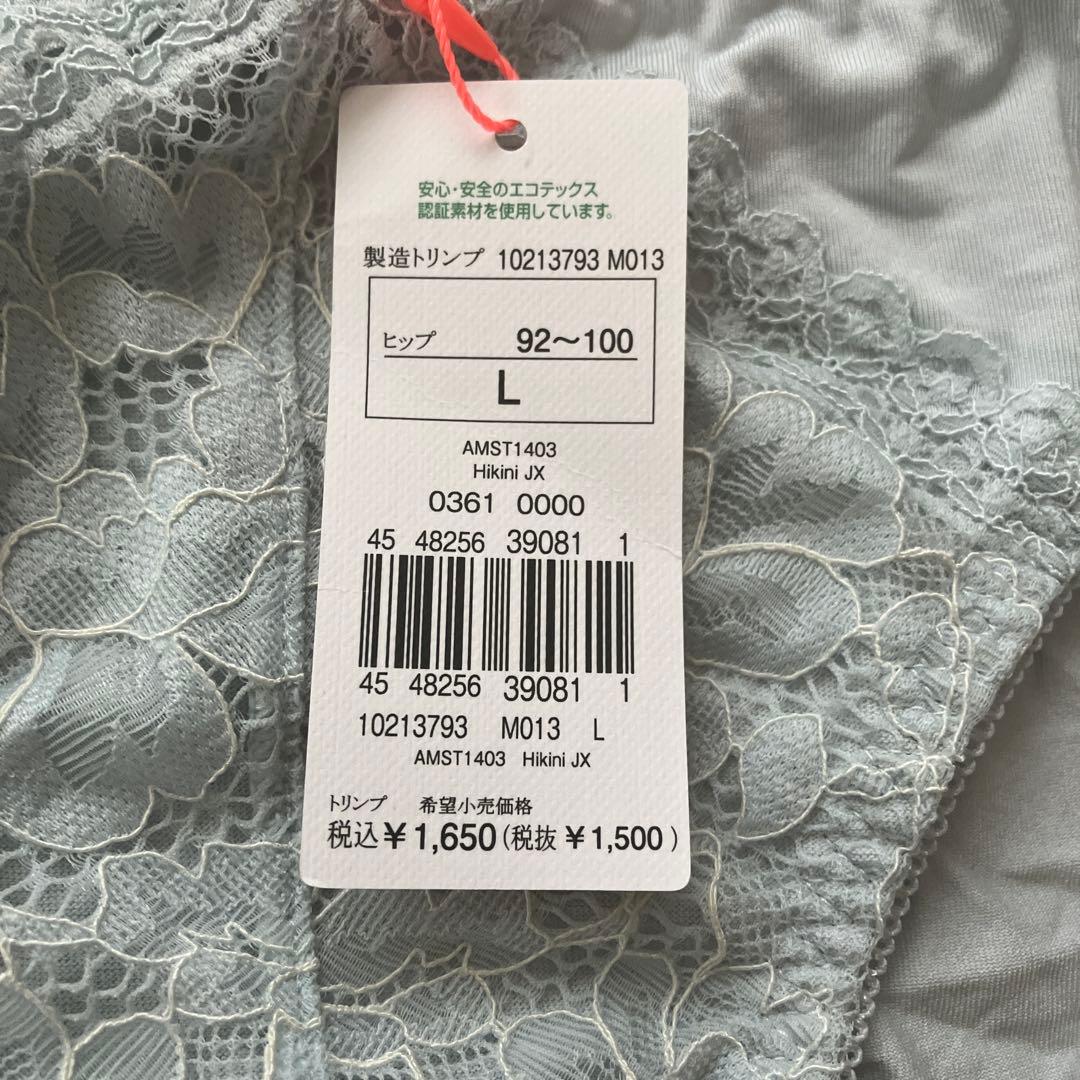 安心・安全のエコテックス
認証素材を使用しています。
製造トリンプ 10213793 M013
ヒップ 92〜100
L
AMST1403
Hikini JX
0361 0000
45 48256 39081 1
45 48256 39081 1
10213793 M013 L
AMST1403 Hikini JX
トリンプ 希望小売価格
税込¥1,650(税抜¥1,500)